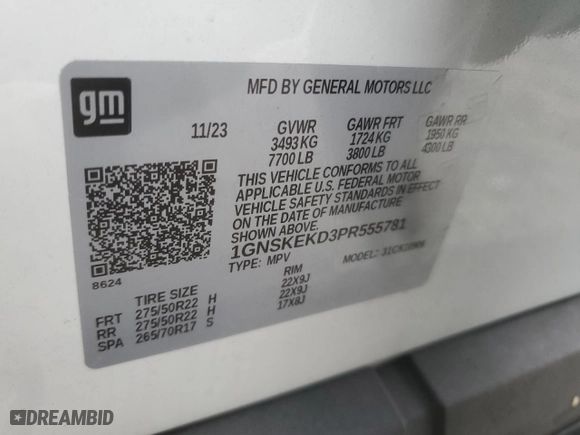 gm
MFD BY GENERAL MOTORS LLC
11/23 GVWR GAWR FRT GAWR RR
3493 KG 1724 KG 1950 KG
7700 LB 3800 LB 4300 LB
THIS VEHICLE CONFORMS TO ALL
APPLICABLE U.S. FEDERAL MOTOR
VEHICLE SAFETY STANDARDS IN EFFECT
ON THE DATE OF MANUFACTURE
SHOWN ABOVE.
1GNSKEKD3PR555781
TYPE: MPV MODEL:
8624
TIRE SIZE RIM
FRT 275/50R22 H 22X9J
RR 275/50R22 H 22X9J
SPA 265/70R17 S 17X8J
DREAMBID